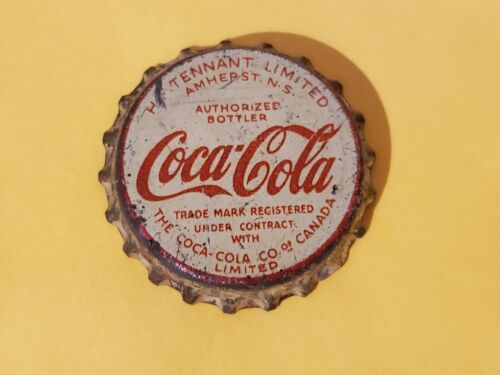 TENNANT LIMITED
AMHERST. N.S.
AUTHORIZED
BOTTLER
Coca-Cola
TRADE MARK REGISTERED
UNDER CONTRACT
WITH
THE COCA-COLA CO. OF CANADA
LIMITED